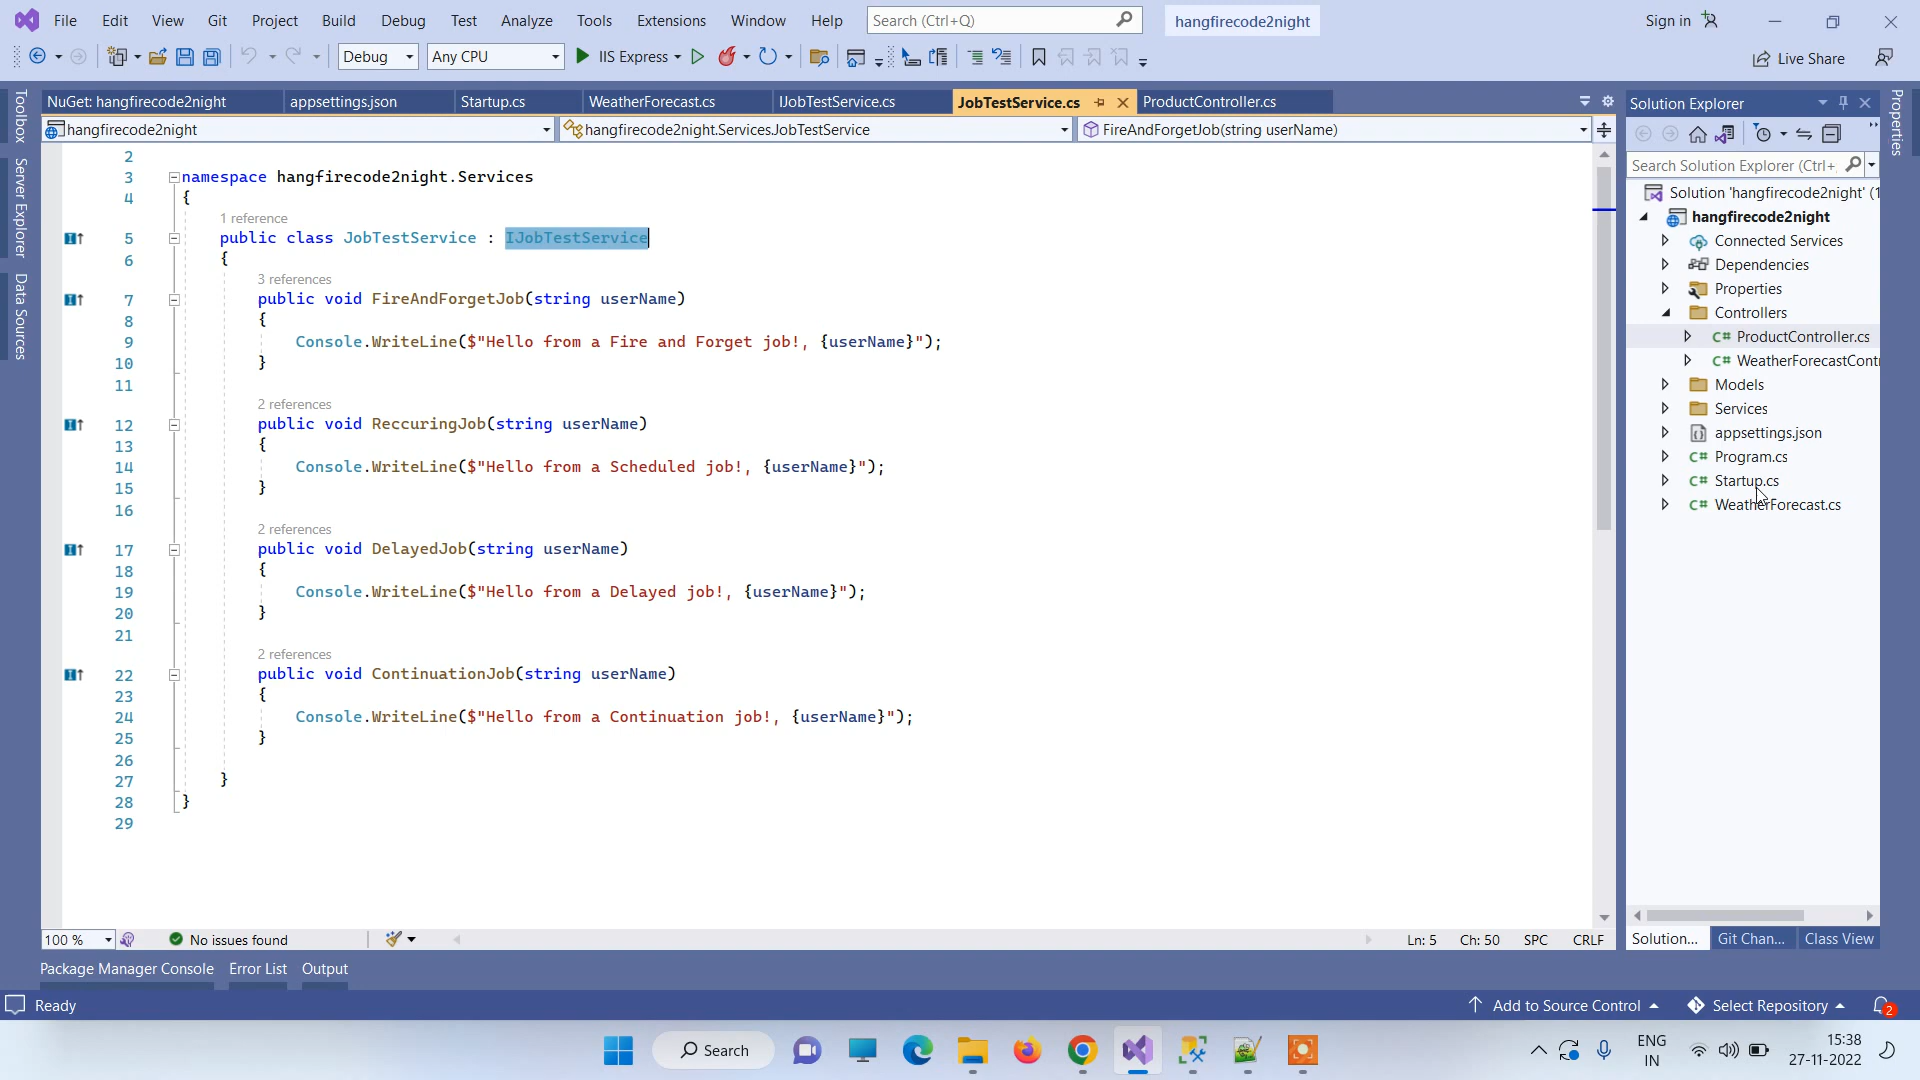 File Edit View Git Project Build Debug Test Analyze Tools Extensions Window Help Search (Ctrl+Q) hangfirecode2night Sign in
Debug Any CPU IIS Express Live Share
NuGet: hangfirecode2night appsettings.json Startup.cs WeatherForecast.cs IJobTestService.cs JobTestService.cs ProductController.cs
hangfirecode2night hangfirecode2night.Services.JobTestService FireAndForgetJob(string userName)
Toolbox
Server Explorer
Data Sources
2
3 namespace hangfirecode2night.Services
4 {
1 reference
5 public class JobTestService : IJobTestService
6 {
3 references
7 public void FireAndForgetJob(string userName)
8 {
9 Console.WriteLine($"Hello from a Fire and Forget job!, {userName}");
10 }
11
2 references
12 public void ReccuringJob(string userName)
13 {
14 Console.WriteLine($"Hello from a Scheduled job!, {userName}");
15 }
16
2 references
17 public void DelayedJob(string userName)
18 {
19 Console.WriteLine($"Hello from a Delayed job!, {userName}");
20 }
21
2 references
22 public void ContinuationJob(string userName)
23 {
24 Console.WriteLine($"Hello from a Continuation job!, {userName}");
25 }
26
27 }
28 }
29
100 % No issues found Ln: 5 Ch: 50 SPC CRLF
Solution Explorer
Search Solution Explorer (Ctrl+
Solution 'hangfirecode2night' (1
hangfirecode2night
Connected Services
Dependencies
Properties
Controllers
C# ProductController.cs
C# WeatherForecastContr
Models
Services
appsettings.json
C# Program.cs
C# Startup.cs
C# WeatherForecast.cs
Solution... Git Chan... Class View
Properties
Package Manager Console Error List Output
Ready Add to Source Control Select Repository 2
Search ENG
IN
15:38
27-11-2022